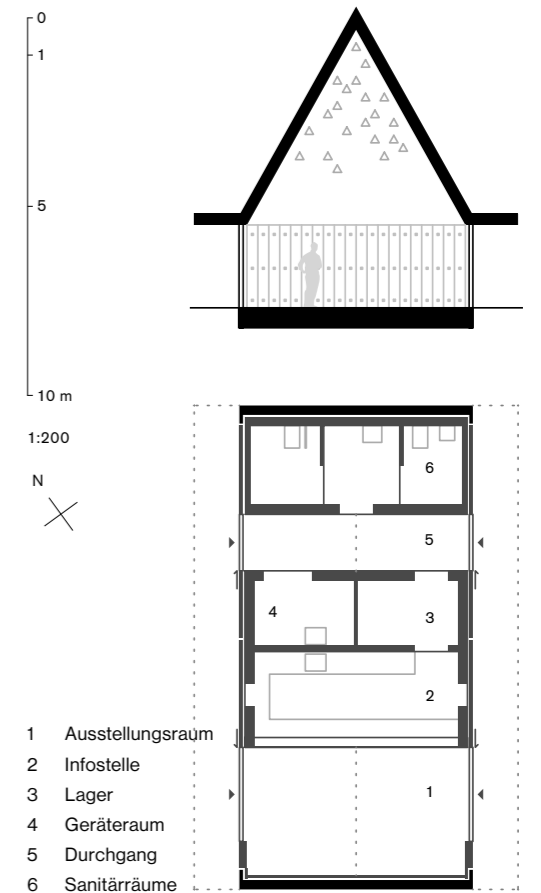 0
1
5
10 m
1:200
N
6
5
4
3
2
1
1 Ausstellungsraum
2 Infostelle
3 Lager
4 Geräteraum
5 Durchgang
6 Sanitärräume